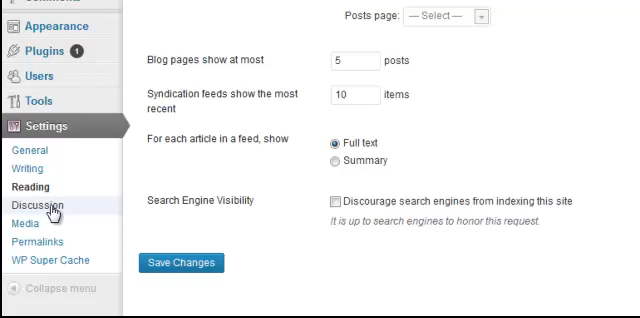 Posts page: — Select —
Appearance
Plugins 1
Users
Tools
Settings
General
Writing
Reading
Discussion
Media
Permalinks
WP Super Cache
Collapse menu
Blog pages show at most 5 posts
Syndication feeds show the most
recent
10 items
For each article in a feed, show
Full text
Summary
Search Engine Visibility
Discourage search engines from indexing this site
It is up to search engines to honor this request.
Save Changes